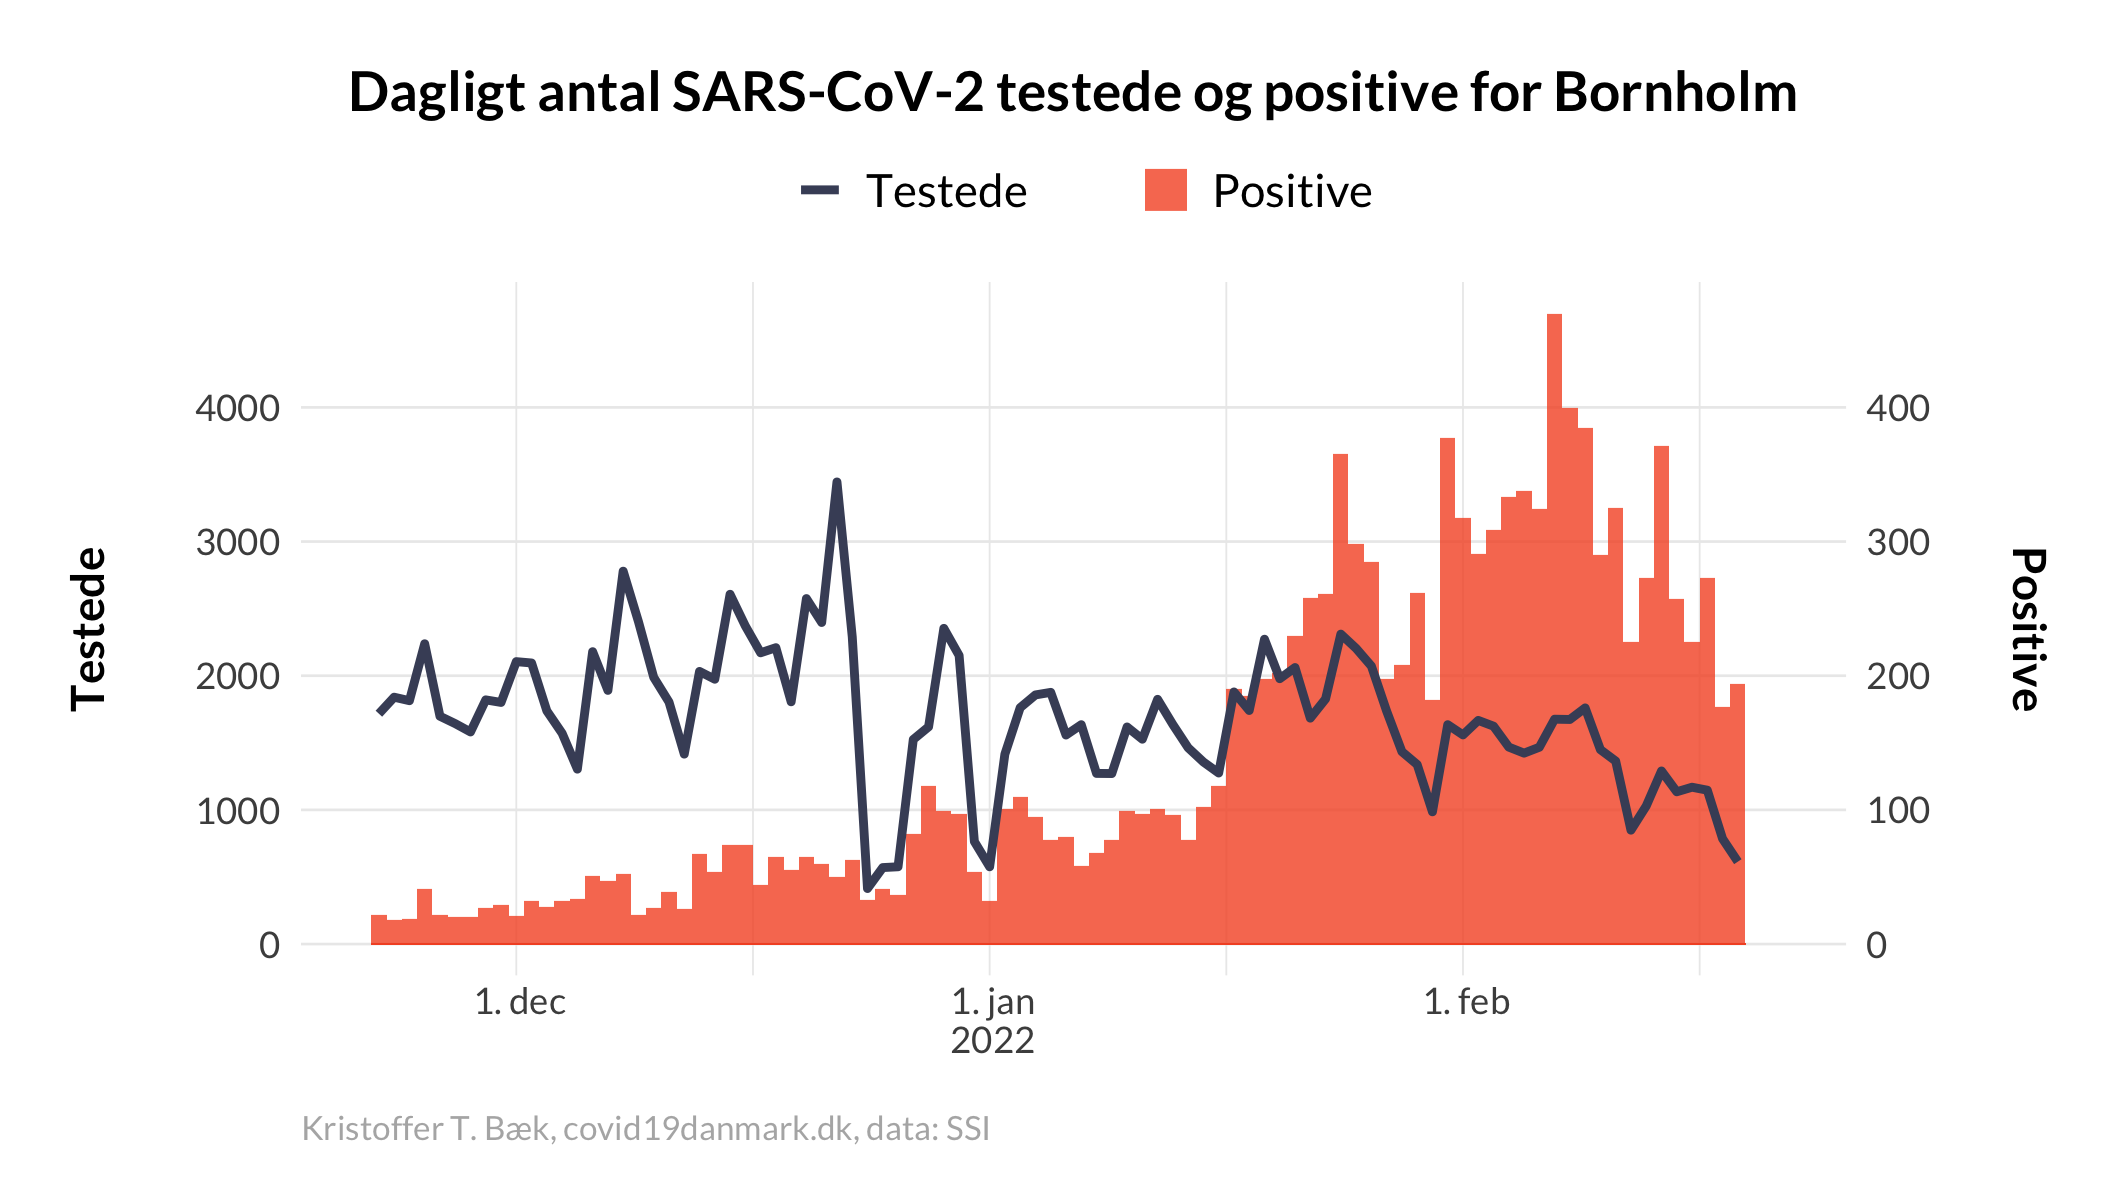 Dagligt antal SARS-CoV-2 testede og positive for Bornholm
Testede
Positive
4000
3000
2000
1000
0
Testede
400
300
200
100
0
Positive
1. dec
1. jan
2022
1. feb
Kristoffer T. Bæk, covid19danmark.dk, data: SSI